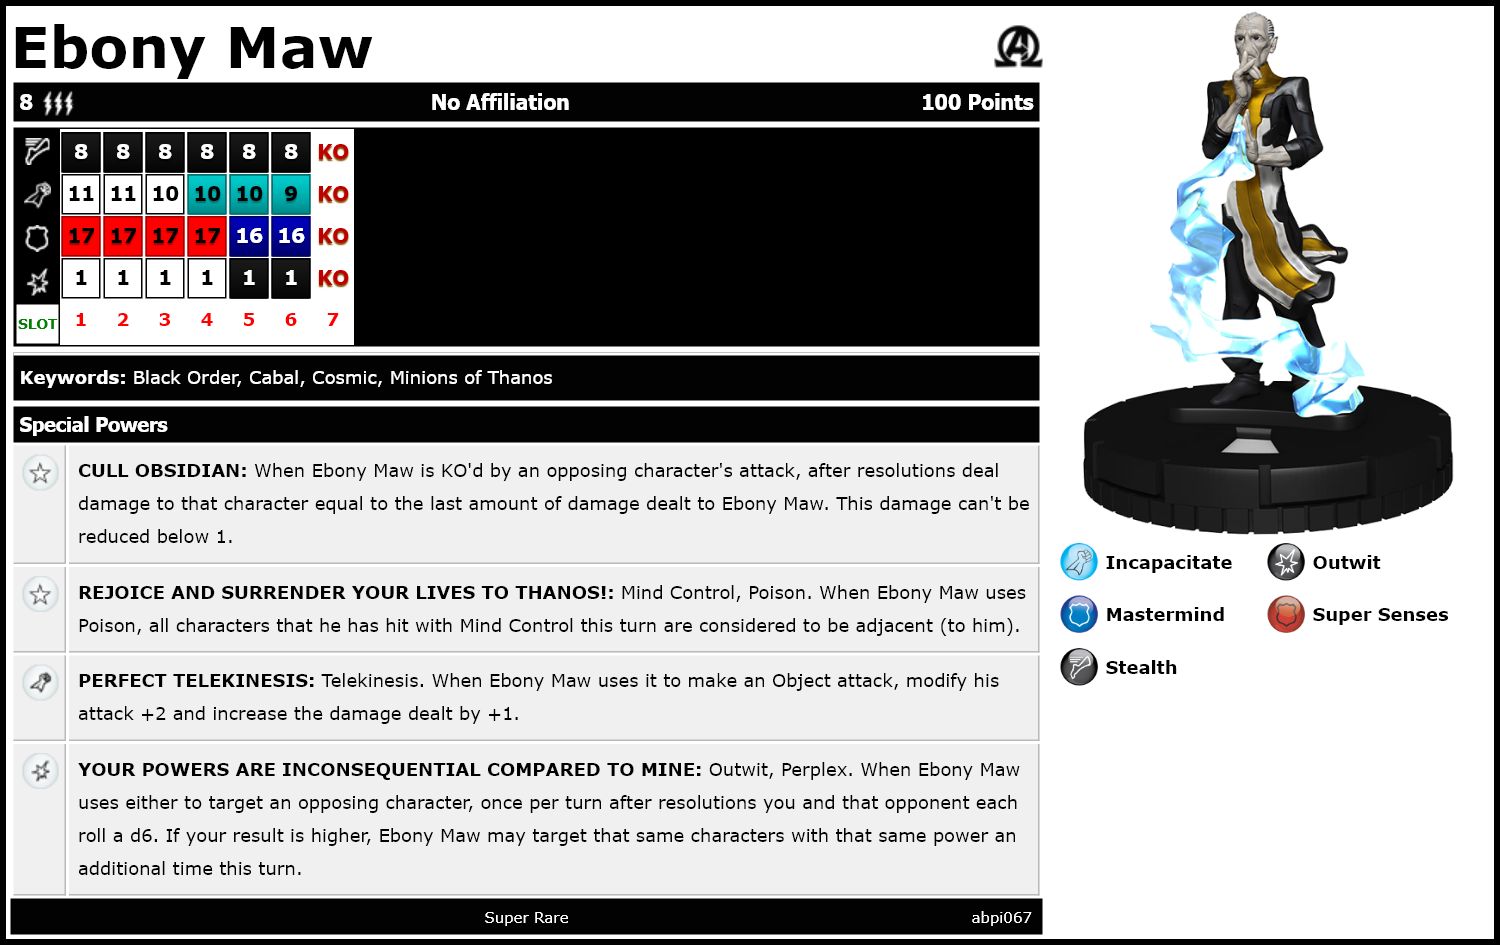 Ebony Maw
8 No Affiliation 100 Points
8 8 8 8 8 8 KO
11 11 10 10 10 9 KO
17 17 17 17 16 16 KO
1 1 1 1 1 1 KO
SLOT 1 2 3 4 5 6 7
Keywords: Black Order, Cabal, Cosmic, Minions of Thanos
Special Powers
CULL OBSIDIAN: When Ebony Maw is KO'd by an opposing character's attack, after resolutions deal
damage to that character equal to the last amount of damage dealt to Ebony Maw. This damage can't be
reduced below 1.
REJOICE AND SURRENDER YOUR LIVES TO THANOS!: Mind Control, Poison. When Ebony Maw uses
Poison, all characters that he has hit with Mind Control this turn are considered to be adjacent (to him).
PERFECT TELEKINESIS: Telekinesis. When Ebony Maw uses it to make an Object attack, modify his
attack +2 and increase the damage dealt by +1.
YOUR POWERS ARE INCONSEQUENTIAL COMPARED TO MINE: Outwit, Perplex. When Ebony Maw
uses either to target an opposing character, once per turn after resolutions you and that opponent each
roll a d6. If your result is higher, Ebony Maw may target that same characters with that same power an
additional time this turn.
Super Rare abpi067
Incapacitate Outwit
Mastermind Super Senses
Stealth